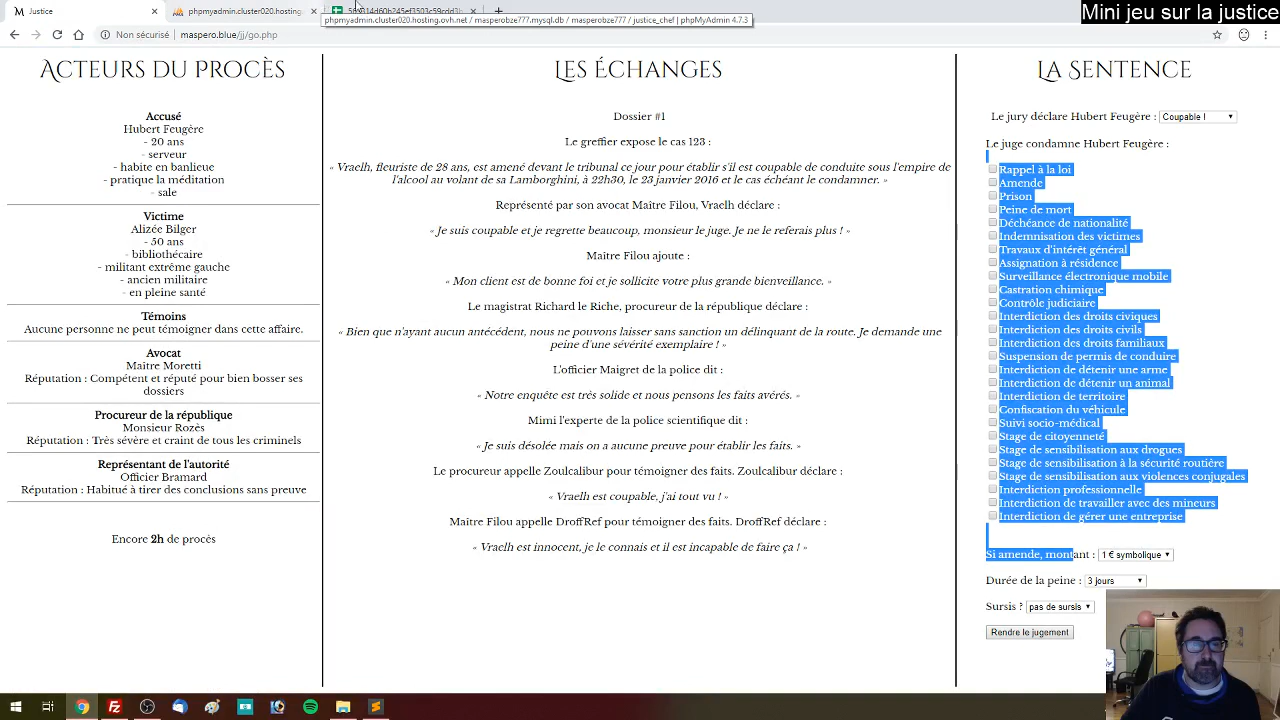 Mini jeu sur la justice
Justice
phpmyadmin.cluster020.hosting.
phpmyadmin.cluster020.hosting.ovh.net / masperobze777.mysql.db / masperobze777 / justice_chef | phpMyAdmin 4.7.3
Non sécurisé | maspero.blue/jj/go.php
Acteurs du procès
Accusé
Hubert Feugère
- 20 ans
- serveur
- habite en banlieue
- pratique la méditation
- sale
Victime
Alizée Bilger
- 50 ans
- bibliothécaire
- militant extrême gauche
- ancien militaire
- en pleine santé
Témoins
Aucune personne ne peut témoigner dans cette affaire.
Avocat
Maître Moretti
Réputation : Compétent et réputé pour bien bosser ses
dossiers
Procureur de la république
Monsieur Rozès
Réputation : Très sévère et craint de tous les criminels
Représentant de l'autorité
Officier Bramard
Réputation : Habitué à tirer des conclusions sans preuve
Encore 2h de procès
Les échanges
Dossier #1
Le greffier expose le cas 123 :
« Vraelh, fleuriste de 28 ans, est amené devant le tribunal ce jour pour établir s'il est coupable de conduite sous l'empire de
l'alcool au volant de sa Lamborghini, à 22h30, le 23 janvier 2016 et le cas échéant le condamner. »
Représenté par son avocat Maître Filou, Vraelh déclare :
« Je suis coupable et je regrette beaucoup, monsieur le juge. Je ne le referais plus ! »
Maître Filou ajoute :
« Mon client est de bonne foi et je sollicite votre plus grande bienveillance. »
Le magistrat Richard le Riche, procureur de la république déclare :
« Bien que n'ayant aucun antécédent, nous ne pouvons laisser sans sanction un délinquant de la route. Je demande une
peine d'une sévérité exemplaire ! »
L'officier Maigret de la police dit :
« Notre enquête est très solide et nous pensons les faits avérés. »
Mimi l'experte de la police scientifique dit :
« Je suis désolée mais on a aucune preuve pour établir les faits. »
Le procureur appelle Zoulcalibur pour témoigner des faits. Zoulcalibur déclare :
« Vraelh est coupable, j'ai tout vu ! »
Maître Filou appelle DroffRef pour témoigner des faits. DroffRef déclare :
« Vraelh est innocent, je le connais et il est incapable de faire ça ! »
La Sentence
Le jury déclare Hubert Feugère : Coupable !
Le juge condamne Hubert Feugère :
Rappel à la loi
Amende
Prison
Peine de mort
Déchéance de nationalité
Indemnisation des victimes
Travaux d'intérêt général
Assignation à résidence
Surveillance électronique mobile
Castration chimique
Contrôle judiciaire
Interdiction des droits civiques
Interdiction des droits civils
Interdiction des droits familiaux
Suspension de permis de conduire
Interdiction de détenir une arme
Interdiction de détenir un animal
Interdiction de territoire
Confiscation du véhicule
Suivi socio-médical
Stage de citoyenneté
Stage de sensibilisation aux drogues
Stage de sensibilisation à la sécurité routière
Stage de sensibilisation aux violences conjugales
Interdiction professionnelle
Interdiction de travailler avec des mineurs
Interdiction de gérer une entreprise
Si amende, montant : 1 € symbolique
Durée de la peine : 3 jours
Sursis ? pas de sursis
Rendre le jugement